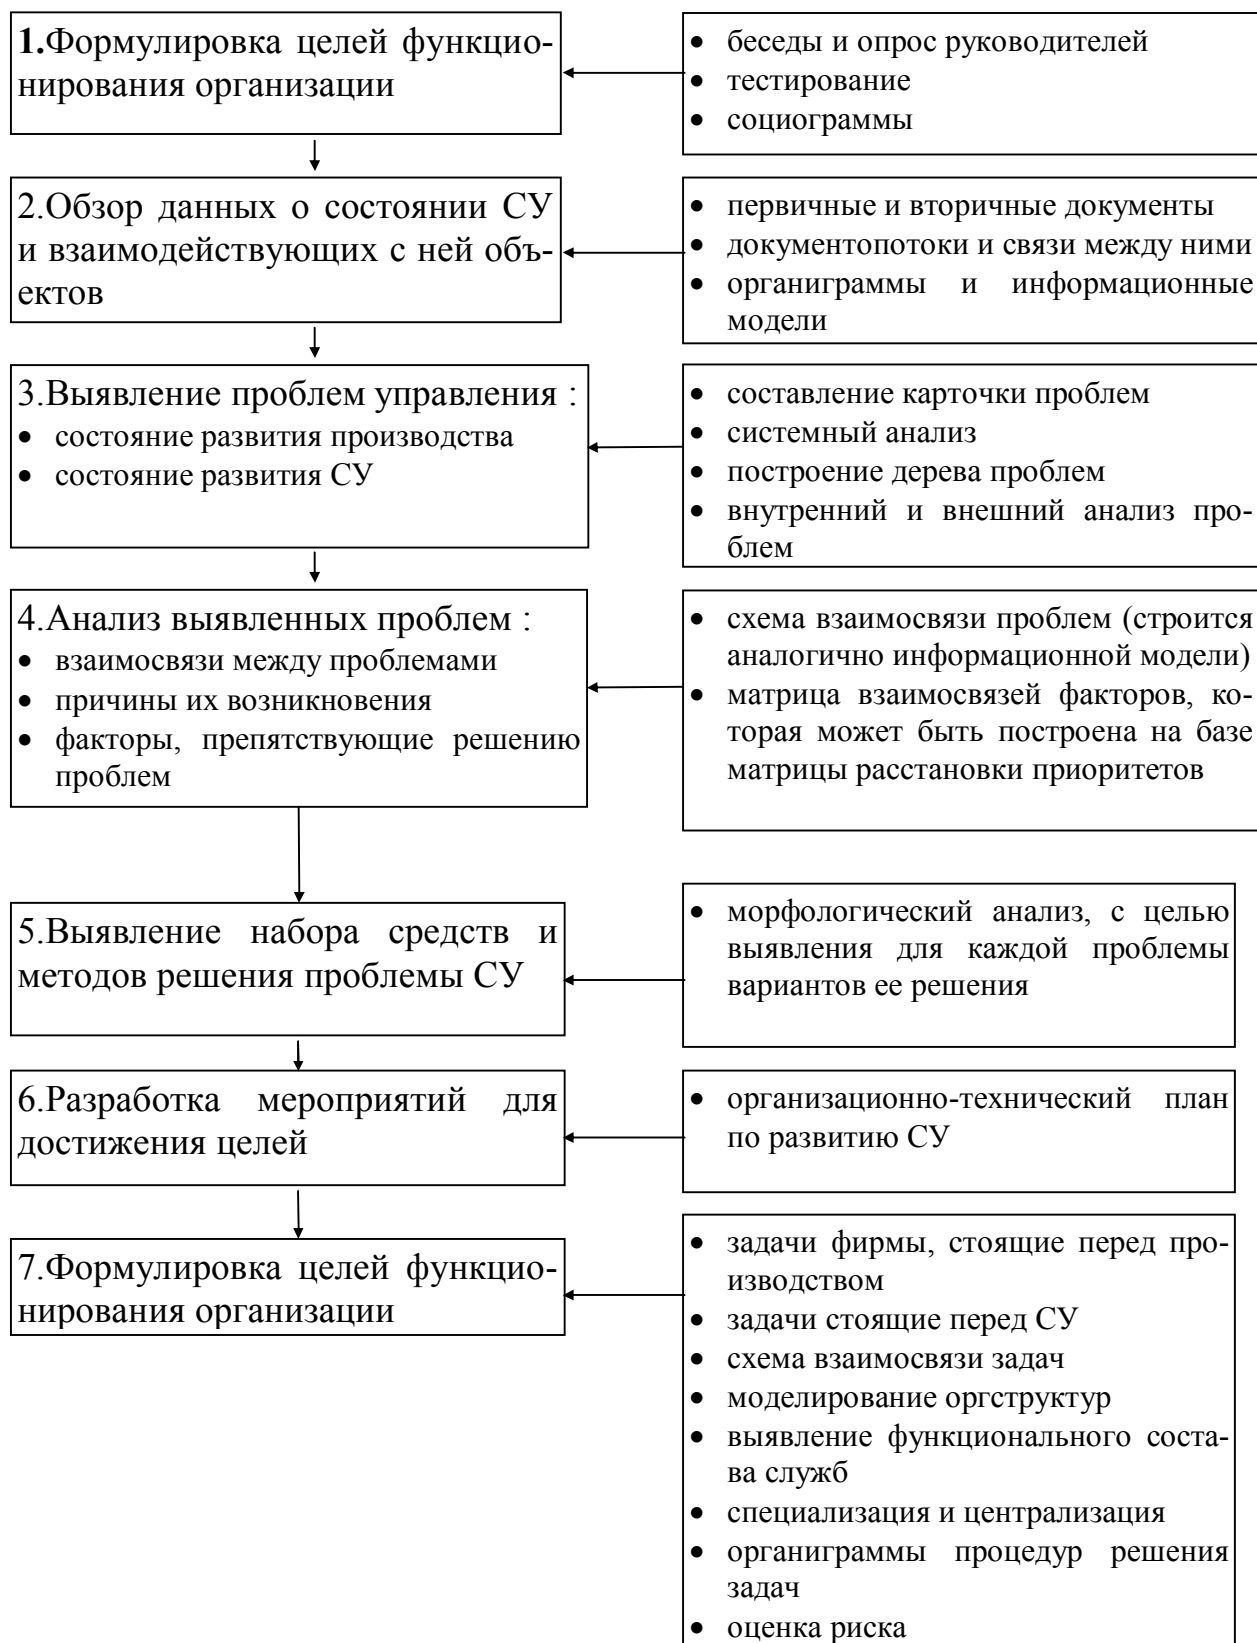 1.Формулировка целей функцио-
нирования организации
• беседы и опрос руководителей
• тестирование
• социограммы
2.Обзор данных о состоянии СУ
и взаимодействующих с ней объ-
ектов
• первичные и вторичные документы
• документопотоки и связи между ними
• органиграммы и информационные
модели
3.Выявление проблем управления :
• состояние развития производства
• состояние развития СУ
• составление карточки проблем
• системный анализ
• построение дерева проблем
• внутренний и внешний анализ про-
блем
4.Анализ выявленных проблем :
• взаимосвязи между проблемами
• причины их возникновения
• факторы, препятствующие решению
проблем
• схема взаимосвязи проблем (строится
аналогично информационной модели)
• матрица взаимосвязей факторов, ко-
торая может быть построена на базе
матрицы расстановки приоритетов
5.Выявление набора средств и
методов решения проблемы СУ
• морфологический анализ, с целью
выявления для каждой проблемы
вариантов ее решения
6.Разработка мероприятий для
достижения целей
• организационно-технический план
по развитию СУ
7.Формулировка целей функцио-
нирования организации
• задачи фирмы, стоящие перед про-
изводством
• задачи стоящие перед СУ
• схема взаимосвязи задач
• моделирование оргструктур
• выявление функционального соста-
ва служб
• специализация и централизация
• органиграммы процедур решения
задач
• оценка риска